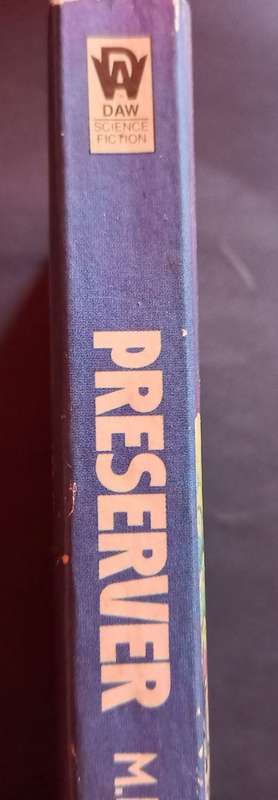 DAW
SCIENCE
FICTION
PRESERVER
M.